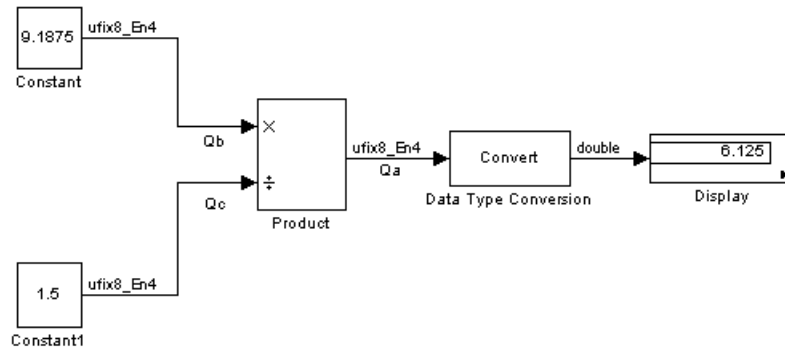 9.1875
ufix8_En4
Constant
Qb
×
÷
Qc
Product
ufix8_En4
Qa
Convert
Data Type Conversion
double
6.125
Display
1.5
ufix8_En4
Constant1